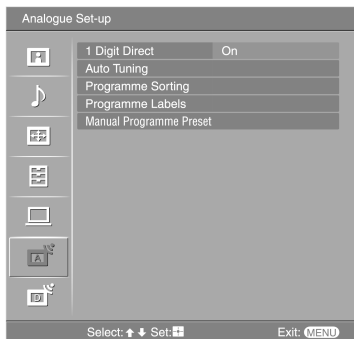 Analogue Set-up
1 Digit Direct On
Auto Tuning
Programme Sorting
Programme Labels
Manual Programme Preset
A
D
Select: Set: Exit: MENU